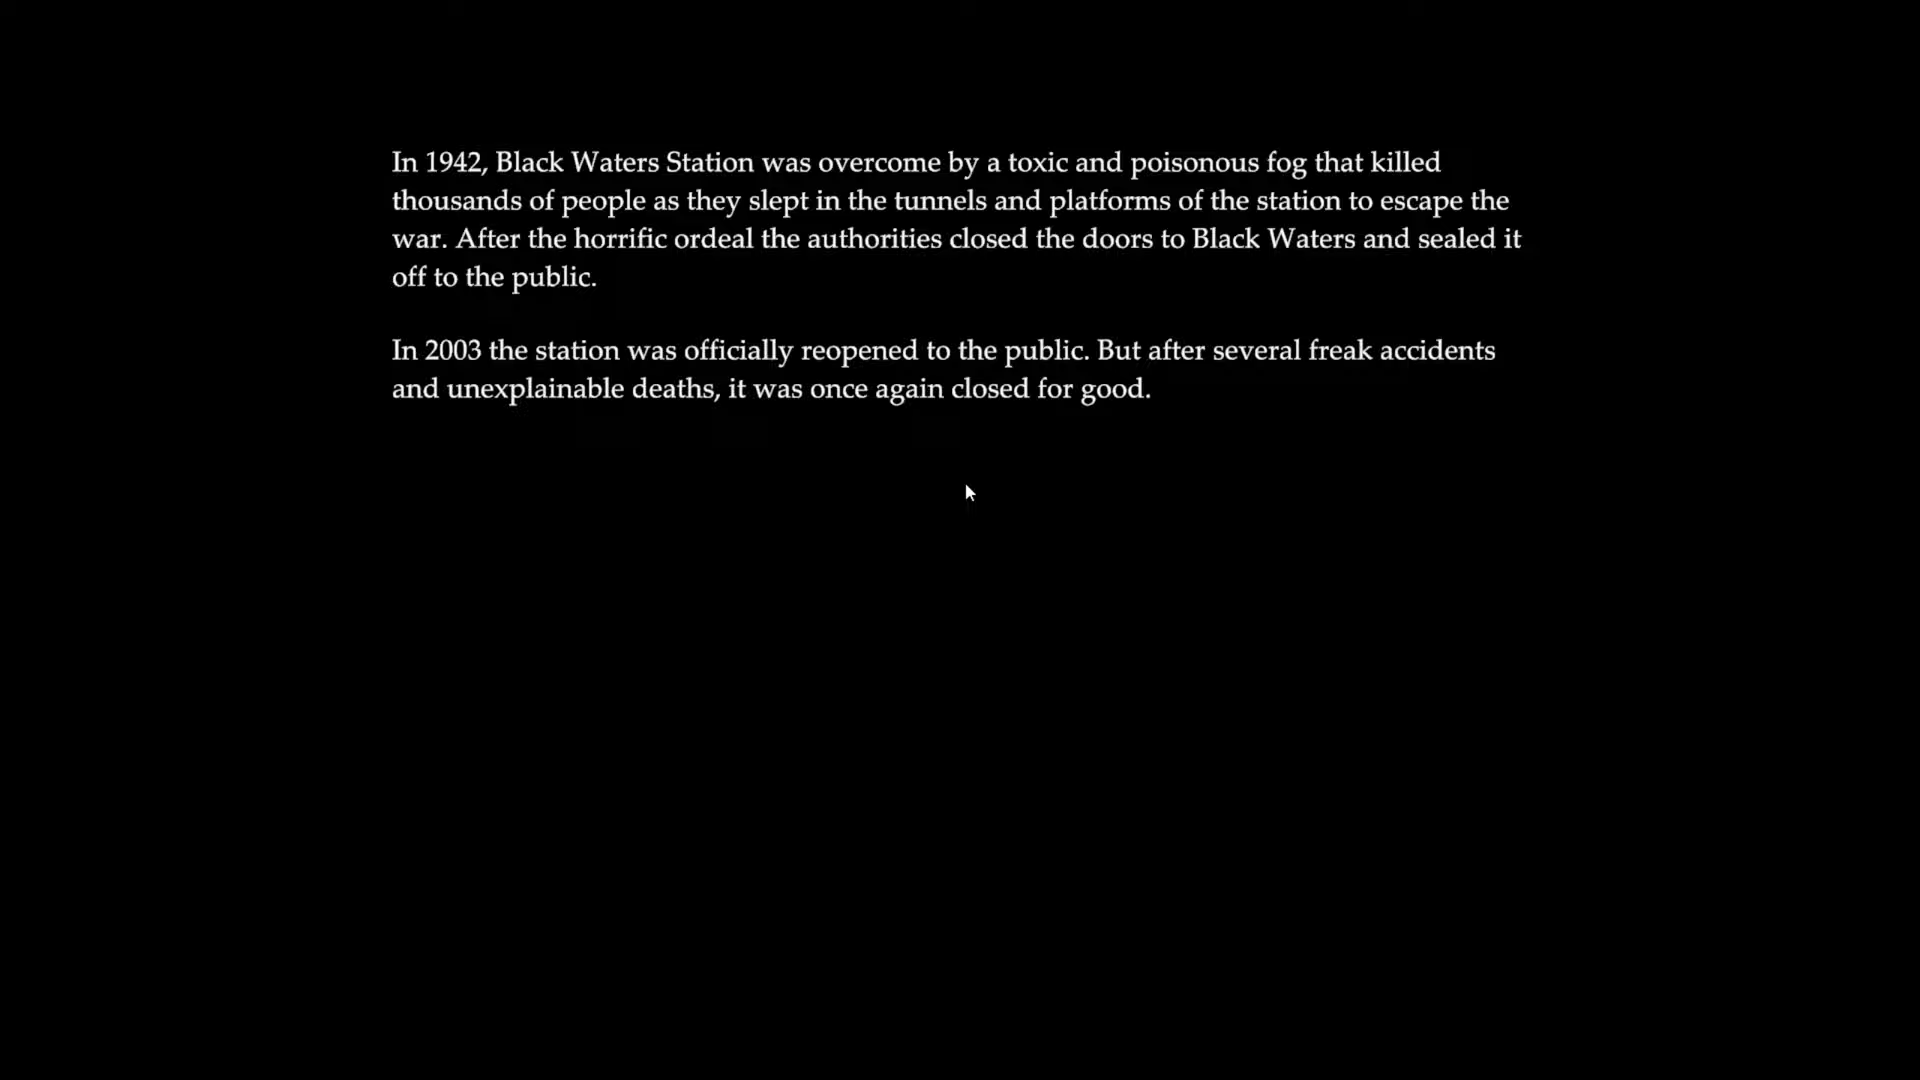 In 1942, Black Waters Station was overcome by a toxic and poisonous fog that killed
thousands of people as they slept in the tunnels and platforms of the station to escape the
war. After the horrific ordeal the authorities closed the doors to Black Waters and sealed it
off to the public.
In 2003 the station was officially reopened to the public. But after several freak accidents
and unexplainable deaths, it was once again closed for good.